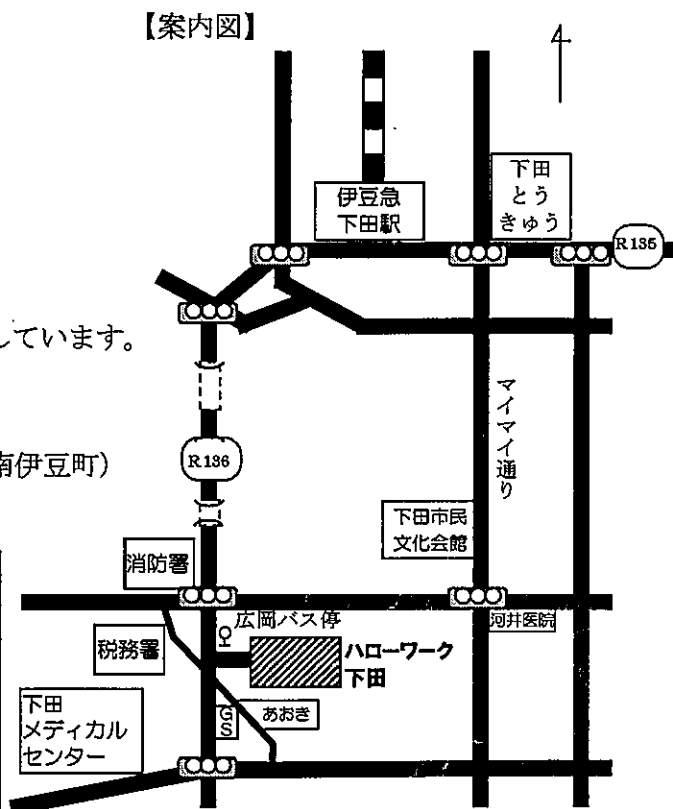 【案内図】
4
伊豆急
下田駅
下田
とう
きゅう
R135
しています。
R136
南伊豆町）
マイマイ通り
下田市民
文化会館
消防署
広岡バス停
河井医院
税務署
ハローワーク
下田
下田
メディカル
センター
GS
あおき